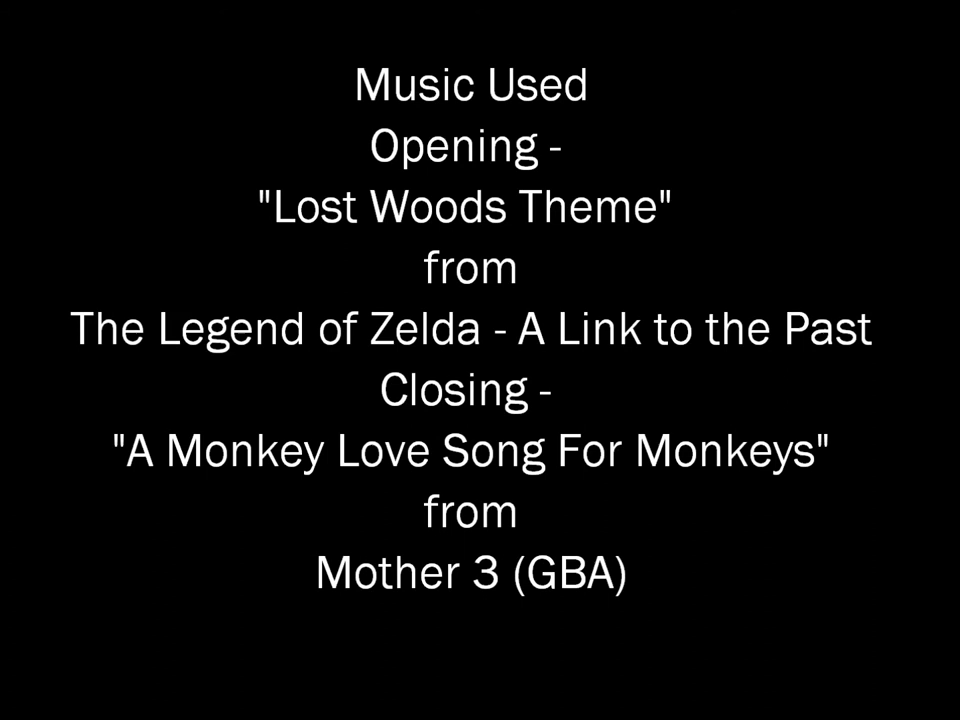 Music Used
Opening -
"Lost Woods Theme"
from
The Legend of Zelda - A Link to the Past
Closing -
"A Monkey Love Song For Monkeys"
from
Mother 3 (GBA)